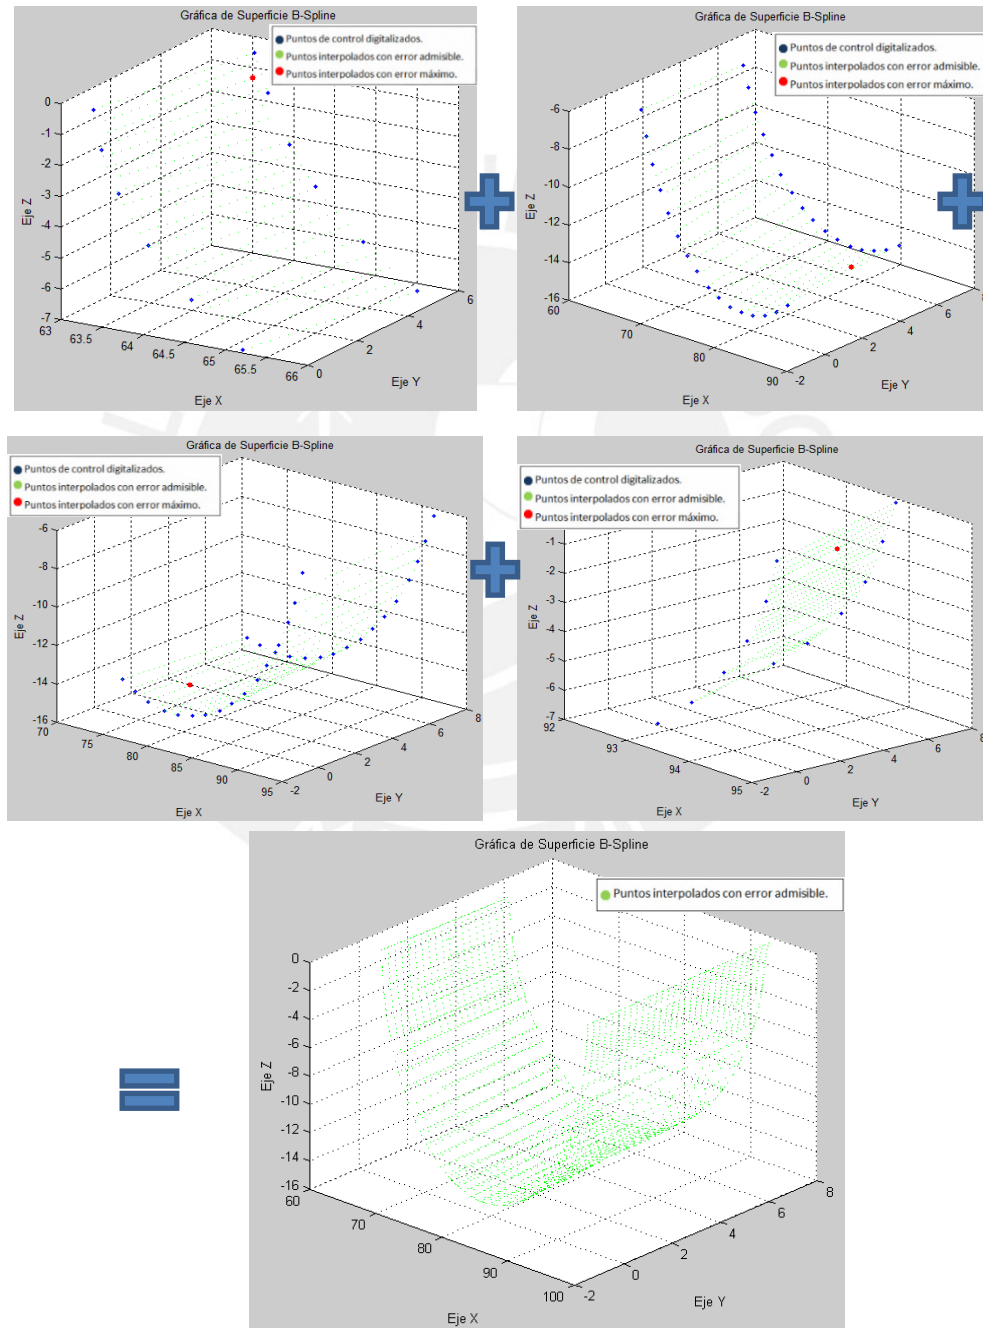 Gráfica de Superficie B-Spline
Puntos de control digitalizados.
Puntos interpolados con error admisible.
Puntos interpolados con error máximo.
0
-1
-2
-3
-4
-5
-6
-7
Eje Z
63
63.5
64
64.5
65
65.5
66
Eje X
0
2
4
6
Eje Y
Gráfica de Superficie B-Spline
Puntos de control digitalizados.
Puntos interpolados con error admisible.
Puntos interpolados con error máximo.
-6
-8
-10
-12
-14
-16
Eje Z
60
70
80
90
Eje X
-2
0
2
4
6
8
Eje Y
Gráfica de Superficie B-Spline
Puntos de control digitalizados.
Puntos interpolados con error admisible.
Puntos interpolados con error máximo.
-6
-8
-10
-12
-14
-16
Eje Z
70
75
80
85
90
95
Eje X
-2
0
2
4
6
8
Eje Y
Gráfica de Superficie B-Spline
Puntos de control digitalizados.
Puntos interpolados con error admisible.
Puntos interpolados con error máximo.
-1
-2
-3
-4
-5
-6
-7
Eje Z
92
93
94
95
Eje X
-2
0
2
4
6
8
Eje Y
Gráfica de Superficie B-Spline
Puntos interpolados con error admisible.
0
-2
-4
-6
-8
-10
-12
-14
-16
Eje Z
60
70
80
90
100
Eje X
-2
0
2
4
6
8
Eje Y